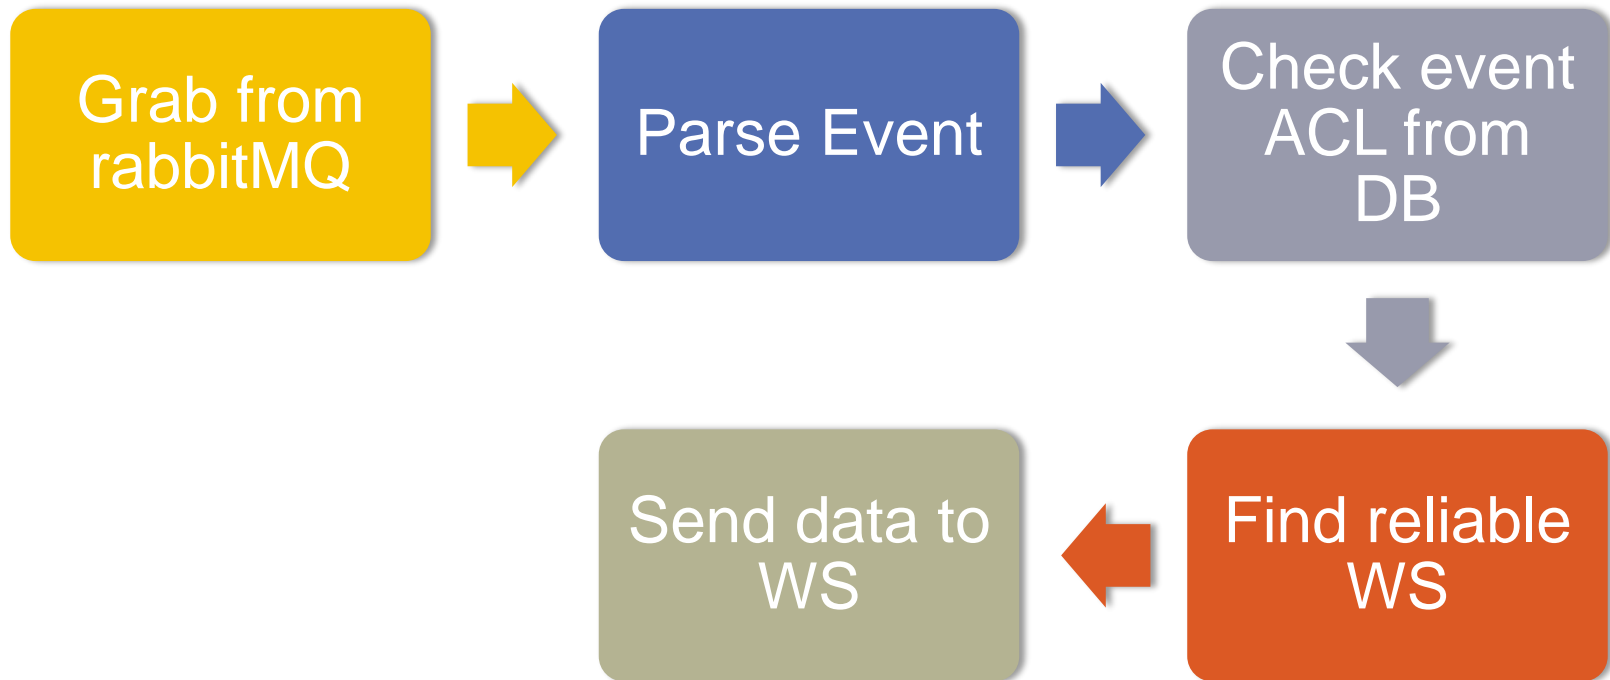 Grab from
rabbitMQ
Parse Event
Check event
ACL from
DB
Find reliable
WS
Send data to
WS